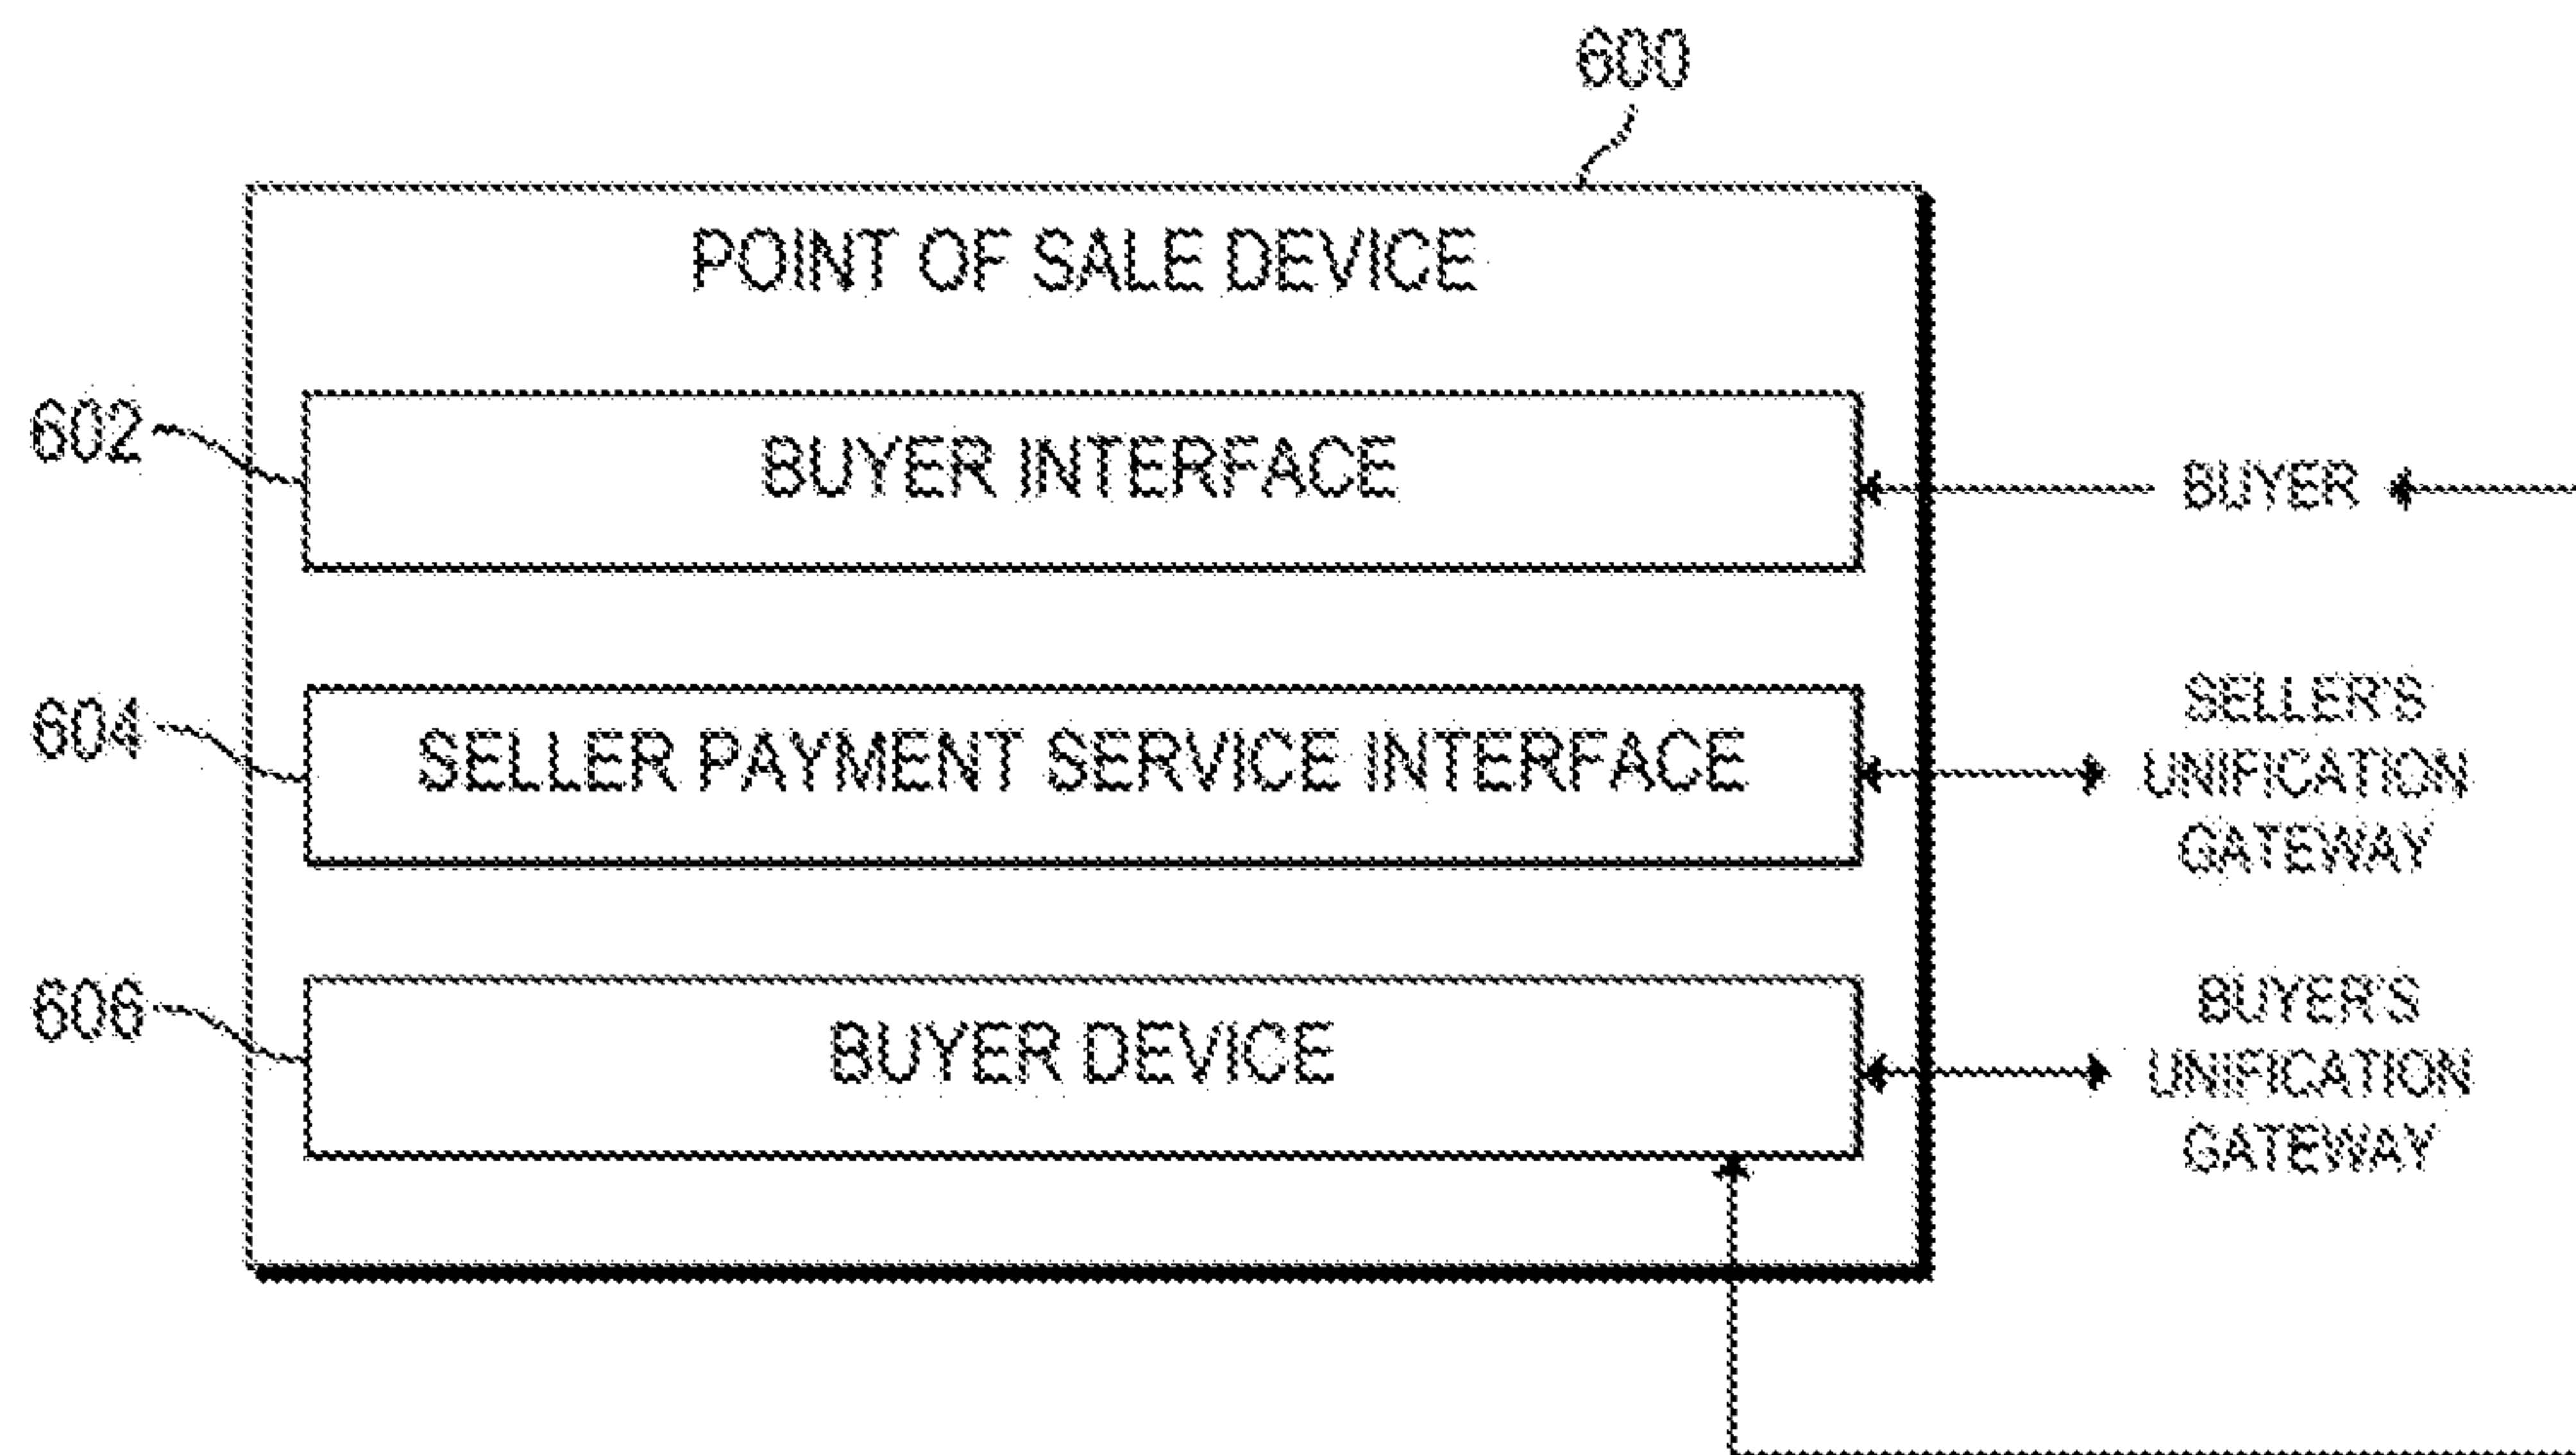 600
POINT OF SALE DEVICE
602
BUYER INTERFACE
BUYER
604
SELLER PAYMENT SERVICE INTERFACE
SELLER'S
UNIFICATION
GATEWAY
606
BUYER DEVICE
BUYER'S
UNIFICATION
GATEWAY